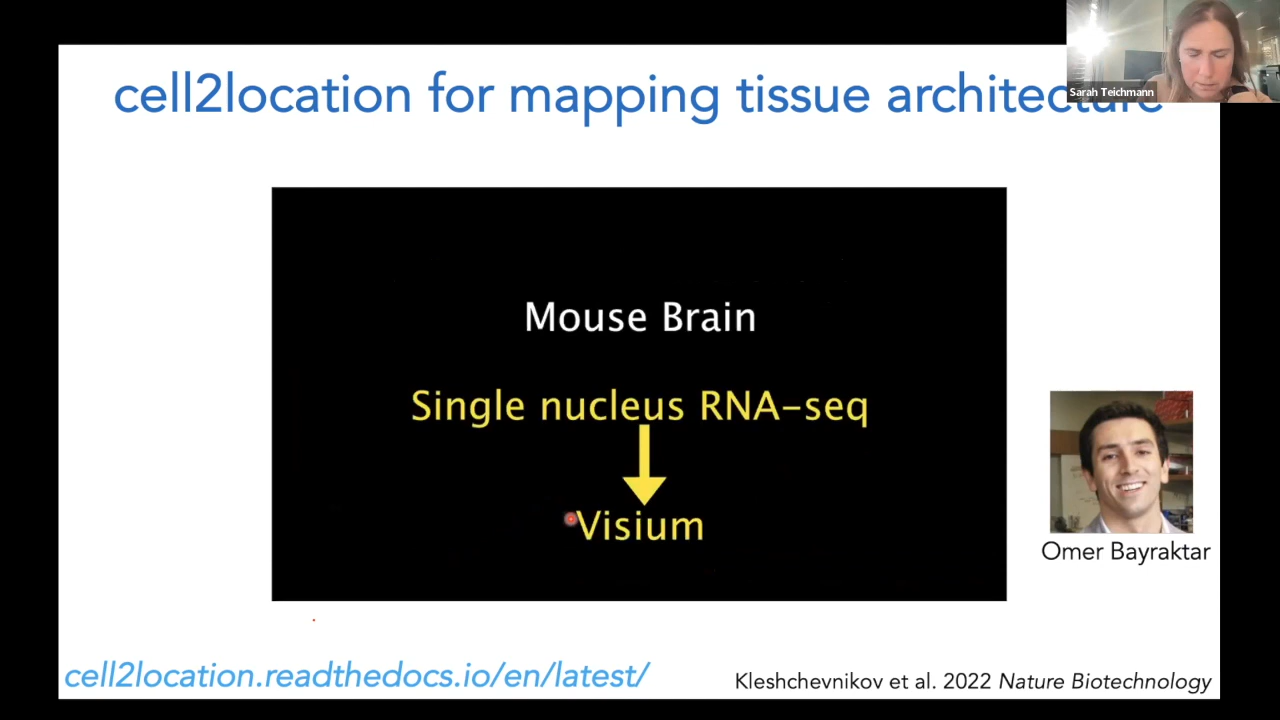 cell2location for mapping tissue architecture
Sarah Teichmann
Mouse Brain
Single nucleus RNA-seq
Visium
Omer Bayraktar
cell2location.readthedocs.io/en/latest/
Kleshchevnikov et al. 2022 Nature Biotechnology